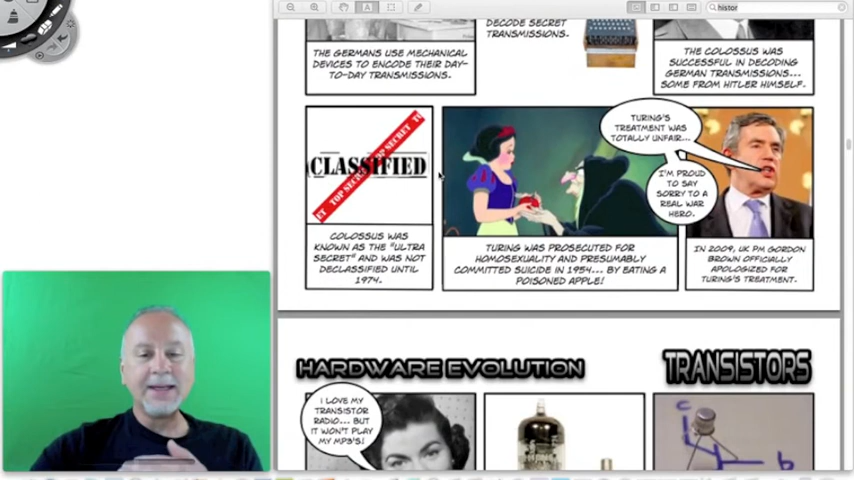 histor
DECODE SECRET
TRANSMISSIONS.
THE GERMANS USE MECHANICAL
DEVICES TO ENCODE THEIR DAY-
TO-DAY TRANSMISSIONS.
THE COLOSSUS WAS
SUCCESSFUL IN DECODING
GERMAN TRANSMISSIONS...
SOME FROM HITLER HIMSELF.
TOP SECRET
CLASSIFIED
COLOSSUS WAS
KNOWN AS THE "ULTRA
SECRET" AND WAS NOT
DECLASSIFIED UNTIL
1974.
TURING WAS PROSECUTED FOR
HOMOSEXUALITY AND PRESUMABLY
COMMITTED SUICIDE IN 1954... BY EATING A
POISONED APPLE!
TURING'S
TREATMENT WAS
TOTALLY UNFAIR...
I'M PROUD
TO SAY
SORRY TO A
REAL WAR
HERO.
IN 2009, UK PM GORDON
BROWN OFFICIALLY
APOLOGIZED FOR
TURING'S TREATMENT.
HARDWARE EVOLUTION
TRANSISTORS
I LOVE MY
TRANSISTOR
RADIO... BUT
IT WON'T PLAY
MY MP3'S!
C
b